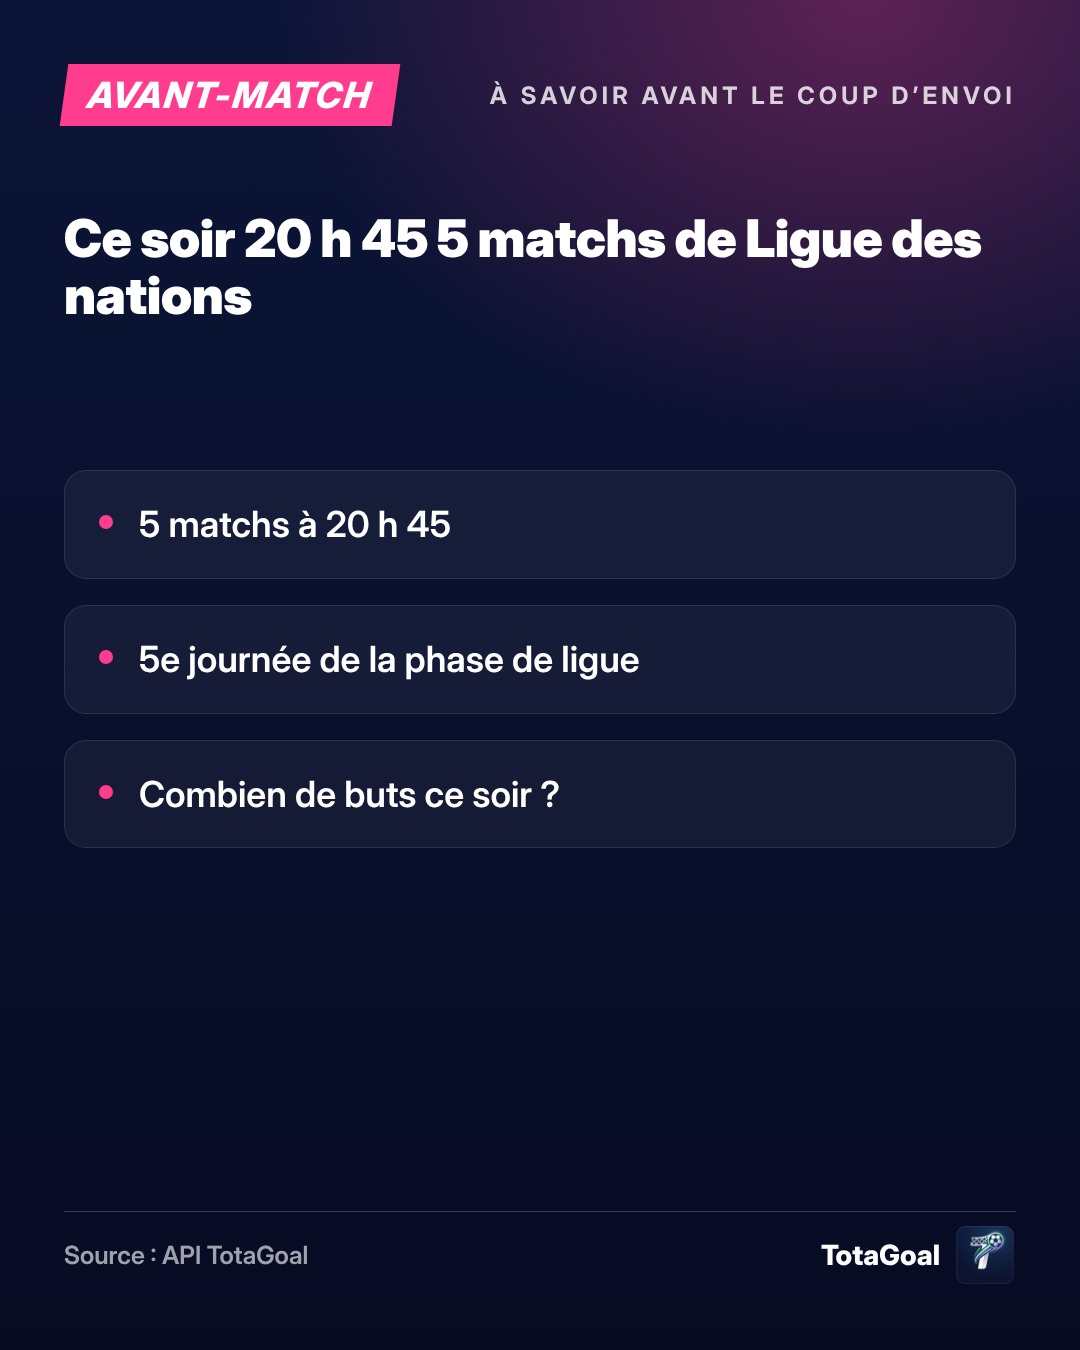 AVANT-MATCH
À SAVOIR AVANT LE COUP D’ENVOI
Ce soir 20 h 45 5 matchs de Ligue des
nations
5 matchs à 20 h 45
5e journée de la phase de ligue
Combien de buts ce soir ?
Source : API TotaGoal
TotaGoal